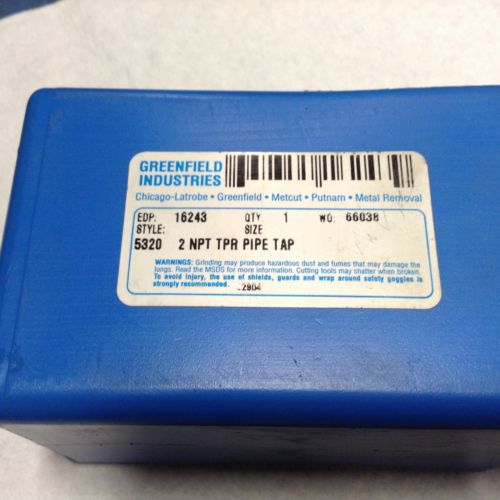 GREENFIELD
INDUSTRIES
Chicago-Latrobe • Greenfield • Metcut • Putnam • Metal Removal
EDP: 16243 QTY. 1 WO. 66038
STYLE: SIZE
5320 2 NPT TPR PIPE TAP
WARNINGS: Grinding may produce hazardous dust and fumes that may damage the
lungs. Read the MSDS for more information. Cutting tools may shatter when broken.
To avoid injury, the use of shields, guards and wrap around safety goggles is
strongly recommended. .2904